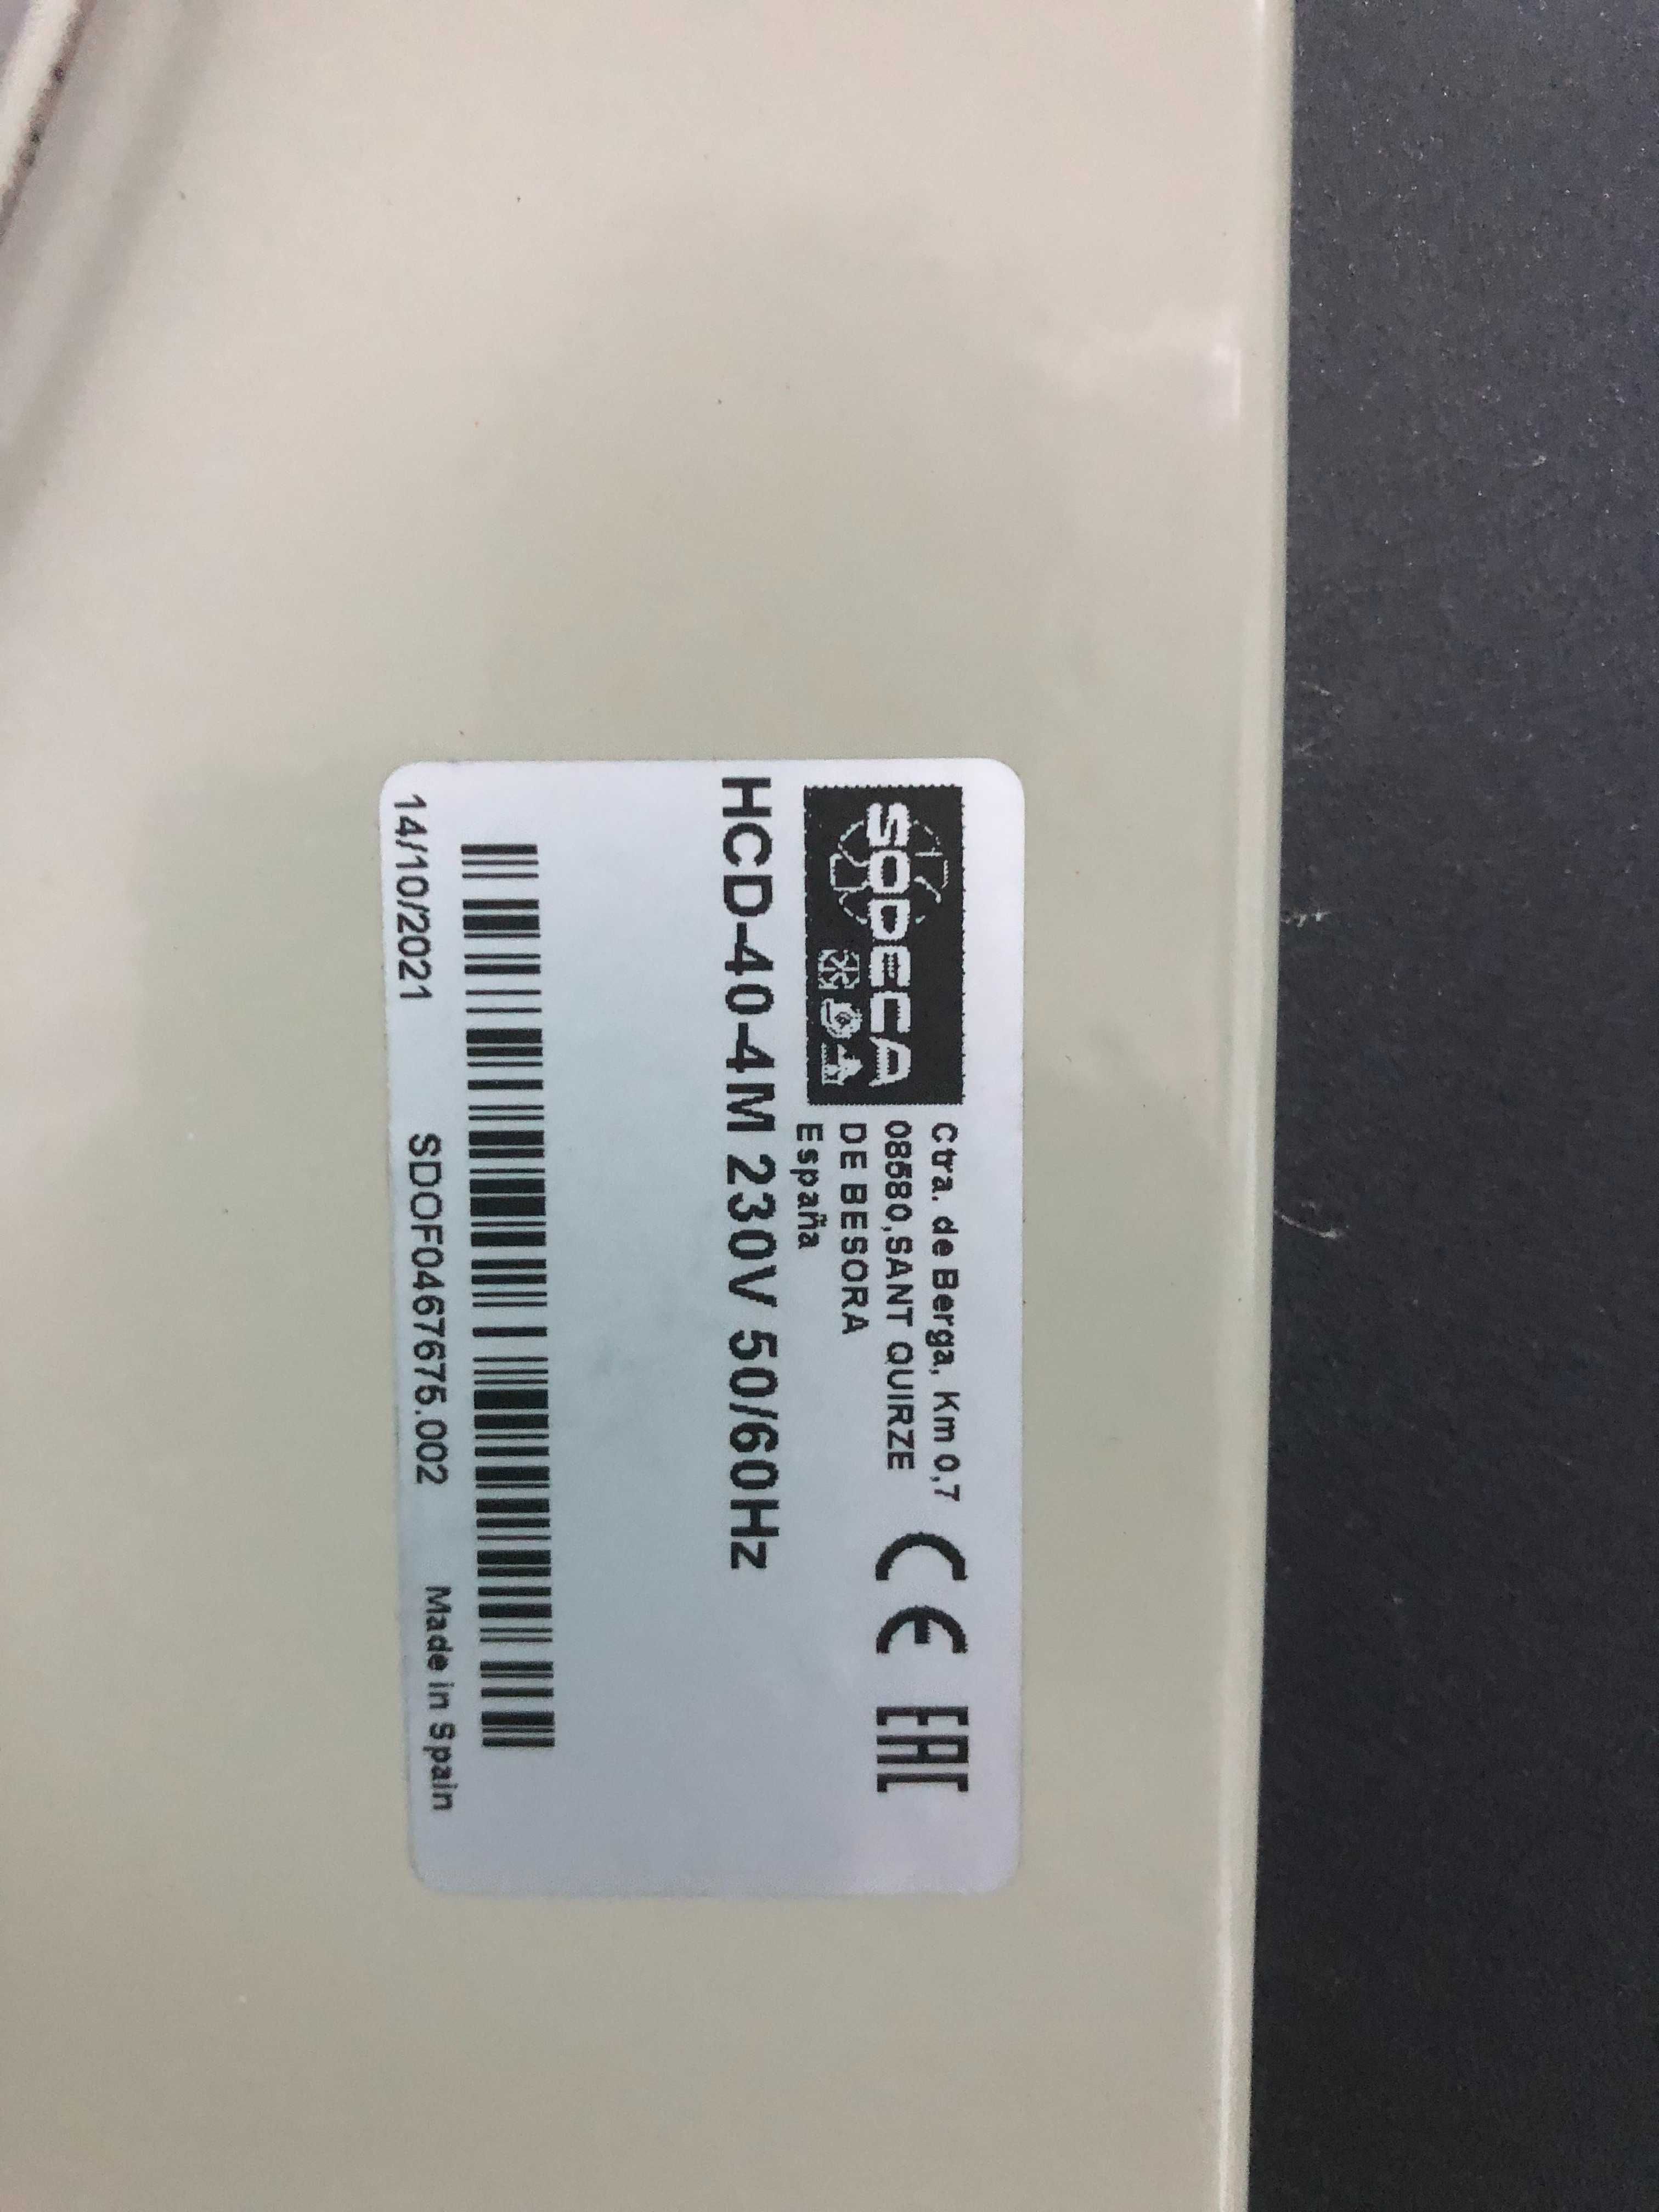 SODECA
Ctra. de Berga, Km 0,7
08580,SANT QUIRZE
DE BESORA
España
CE EAC
HCD-40-4M 230V 50/60Hz
14/10/2021 SDOF0467675.002 Made in Spain